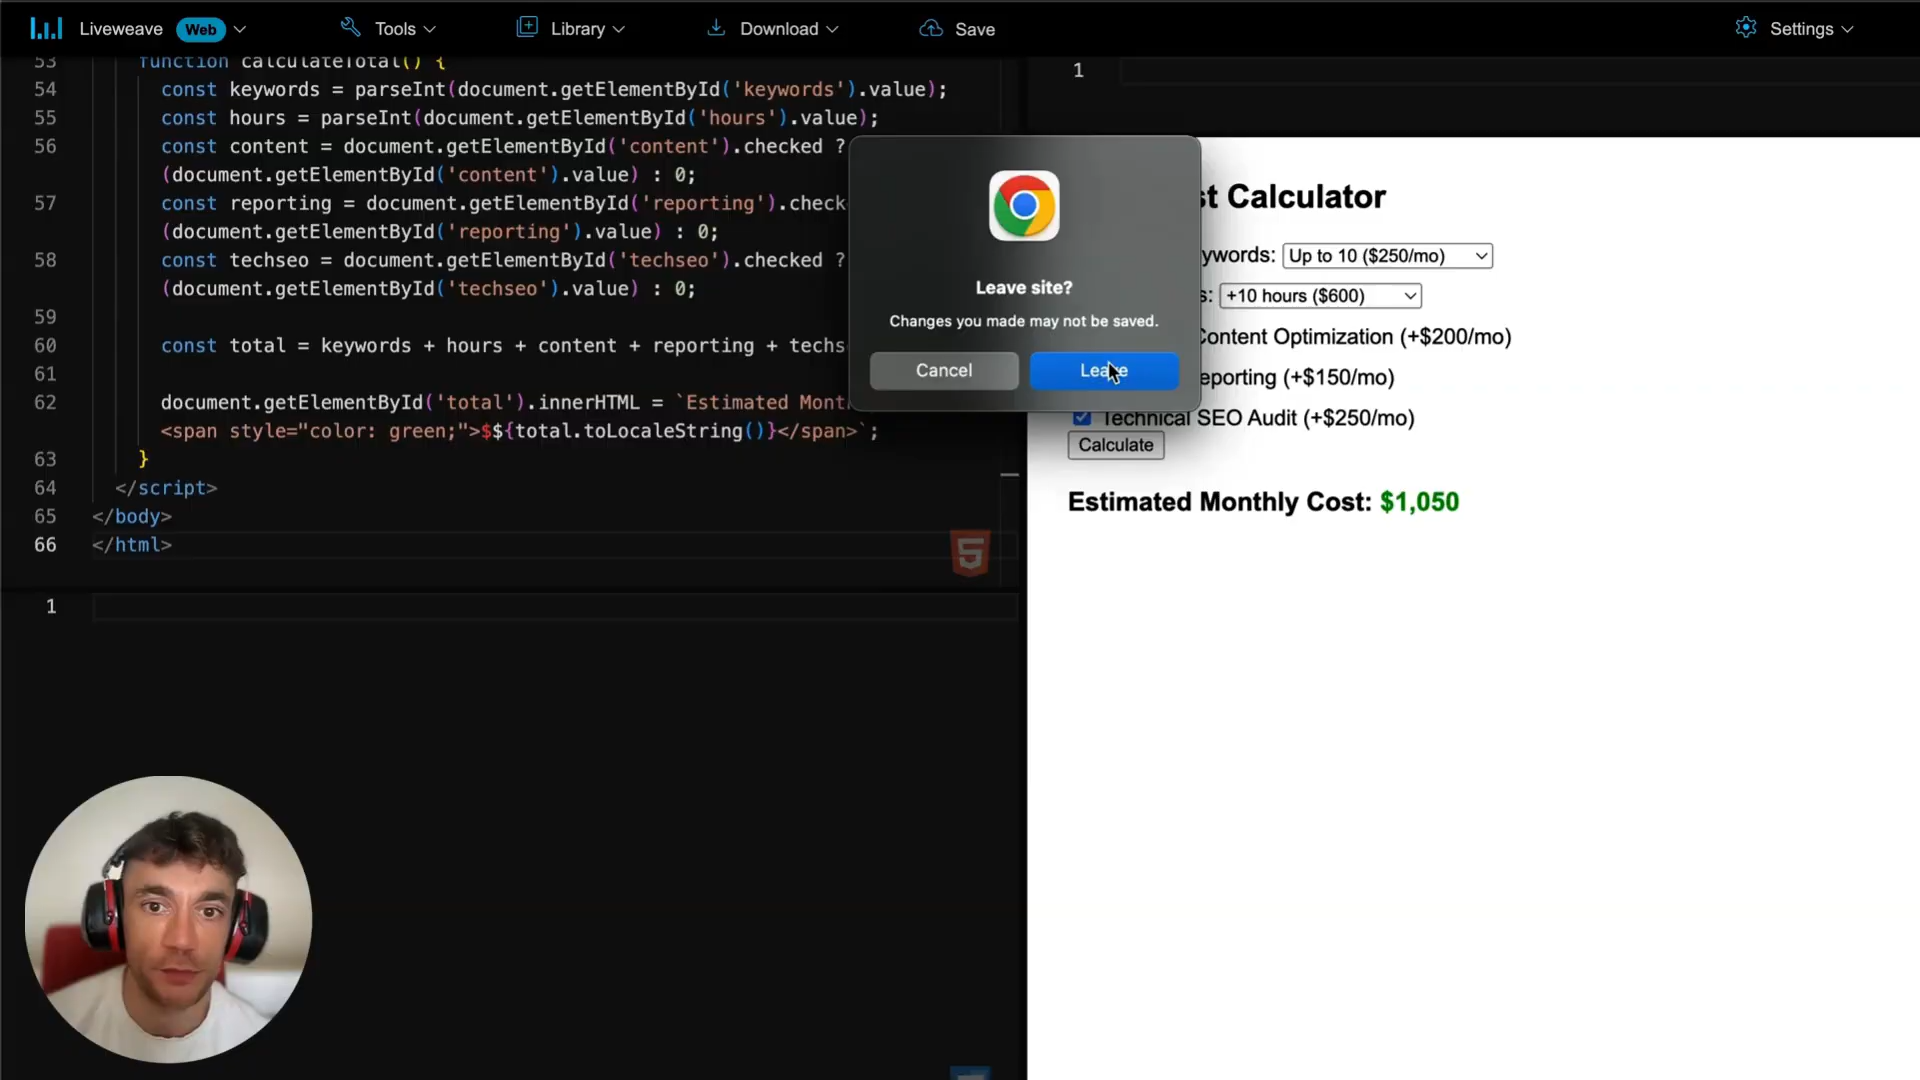 Liveweave Web
Tools
Library
Download
Save
Settings
53 function calculateTotal() {
54 const keywords = parseInt(document.getElementById('keywords').value);
55 const hours = parseInt(document.getElementById('hours').value);
56 const content = document.getElementById('content').checked ?
(document.getElementById('content').value) : 0;
57 const reporting = document.getElementById('reporting').check
(document.getElementById('reporting').value) : 0;
58 const techseo = document.getElementById('techseo').checked ?
(document.getElementById('techseo').value) : 0;
59
60 const total = keywords + hours + content + reporting + techs
61
62 document.getElementById('total').innerHTML = `Estimated Mont
<span style="color: green;">$${total.toLocaleString()}</span>`;
63 }
64 </script>
65 </body>
66 </html>
1
1
Leave site?
Changes you made may not be saved.
Cancel
Leave
st Calculator
ywords: Up to 10 ($250/mo)
s: +10 hours ($600)
Content Optimization (+$200/mo)
eporting (+$150/mo)
Technical SEO Audit (+$250/mo)
Calculate
Estimated Monthly Cost: $1,050
5